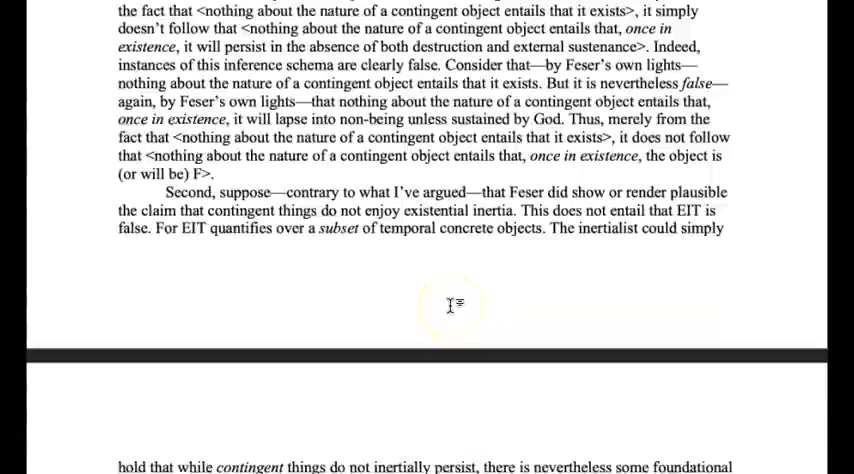 the fact that <nothing about the nature of a contingent object entails that it exists>, it simply
doesn't follow that <nothing about the nature of a contingent object entails that, once in
existence, it will persist in the absence of both destruction and external sustenance>. Indeed,
instances of this inference schema are clearly false. Consider that—by Feser's own lights—
nothing about the nature of a contingent object entails that it exists. But it is nevertheless false—
again, by Feser's own lights—that nothing about the nature of a contingent object entails that,
once in existence, it will lapse into non-being unless sustained by God. Thus, merely from the
fact that <nothing about the nature of a contingent object entails that it exists>, it does not follow
that <nothing about the nature of a contingent object entails that, once in existence, the object is
(or will be) F>.
Second, suppose—contrary to what I've argued—that Feser did show or render plausible
the claim that contingent things do not enjoy existential inertia. This does not entail that EIT is
false. For EIT quantifies over a subset of temporal concrete objects. The inertialist could simply
hold that while contingent things do not inertially persist, there is nevertheless some foundational